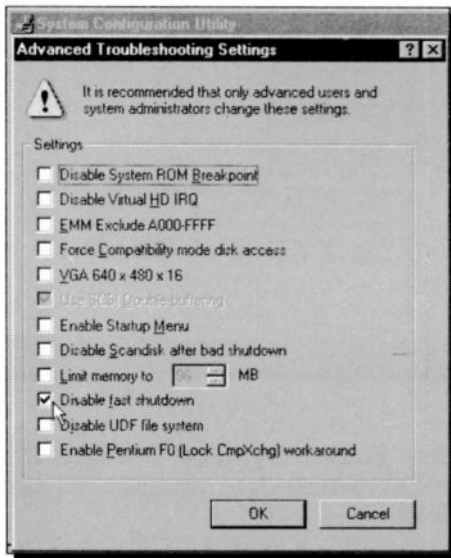 System Configuration Utility
Advanced Troubleshooting Settings
It is recommended that only advanced users and
system administrators change these settings.
Settings
Disable System ROM Breakpoint
Disable Virtual HD IRQ
EMM Exclude A000-FFFF
Force Compatibility mode disk access
VGA 640 x 480 x 16
Use SCSI Double-buffering
Enable Startup Menu
Disable Scandisk after bad shutdown
Limit memory to MB
Disable fast shutdown
Disable UDF file system
Enable Pentium F0 (Lock CmpXchg) workaround
OK Cancel